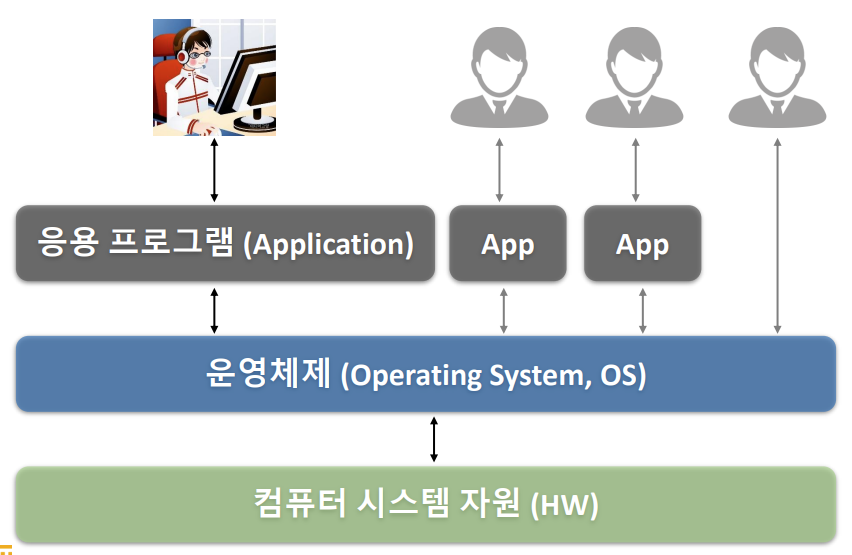 응용 프로그램 (Application)
App
App
운영체제 (Operating System, OS)
컴퓨터 시스템 자원 (HW)